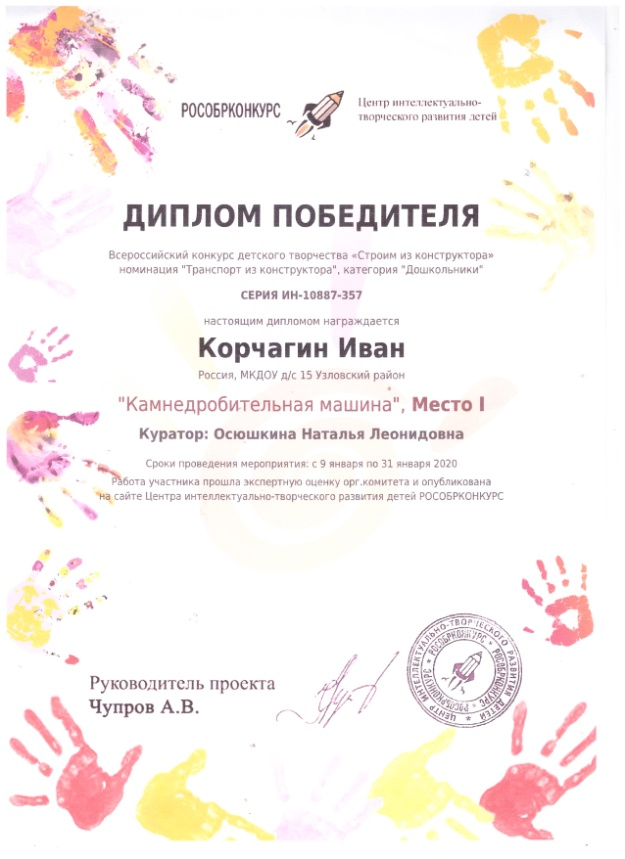 РОСОБРКОНКУРС
Центр интеллектуально-
творческого развития детей
ДИПЛОМ ПОБЕДИТЕЛЯ
Всероссийский конкурс детского творчества «Строим из конструктора»
номинация "Транспорт из конструктора", категория "Дошкольники"
СЕРИЯ ИН-10887-357
настоящим дипломом награждается
Корчагин Иван
Россия, МКДОУ д/с 15 Узловский район
"Камнедробительная машина", Место I
Куратор: Осюшкина Наталья Леонидовна
Сроки проведения мероприятия: с 9 января по 31 января 2020
Работа участника прошла экспертную оценку орг.комитета и опубликована
на сайте Центра интеллектуально-творческого развития детей РОСОБРКОНКУРС
Руководитель проекта
Чупров А.В.
ЦЕНТР ИНТЕЛЛЕКТУАЛЬНО-ТВОРЧЕСКОГО РАЗВИТИЯ ДЕТЕЙ
РОСОБРКОНКУРС * РОСОБРКОНКУРС * РОСОБРКОНКУРС